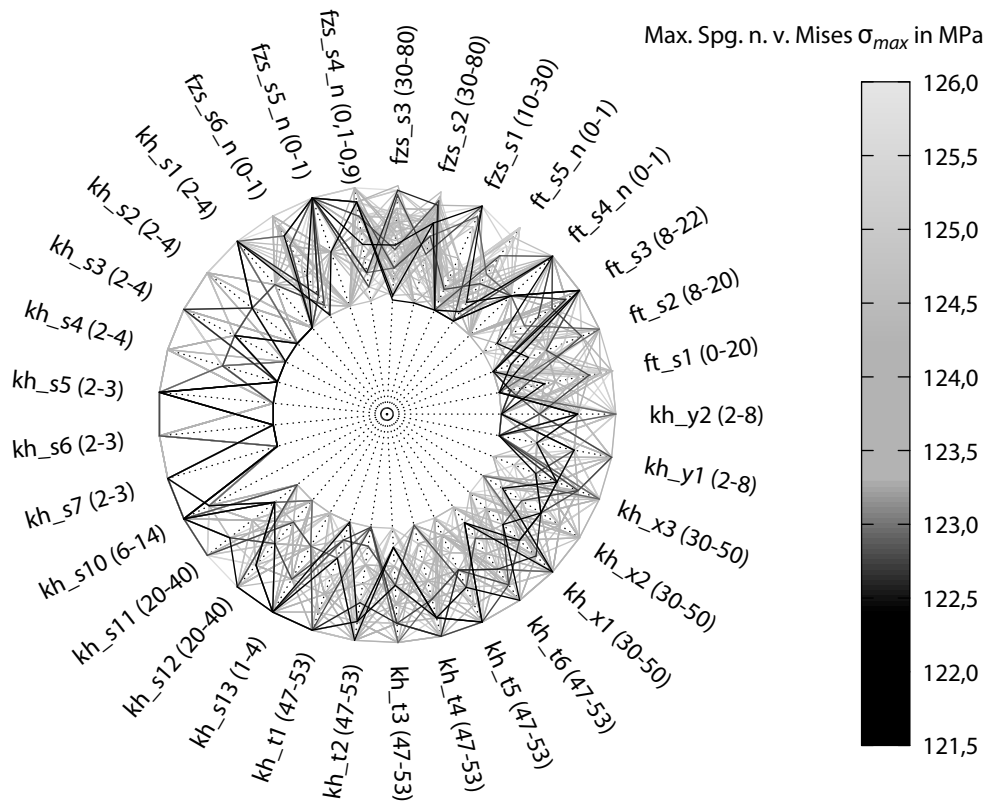 Max. Spg. n. v. Mises σmax in MPa
126,0
125,5
125,0
124,5
124,0
123,5
123,0
122,5
122,0
121,5
fzs_s3 (30-80)
fzs_s2 (30-80)
fzs_s1 (10-30)
ft_s5_n (0-1)
ft_s4_n (0-1)
ft_s3 (8-22)
ft_s2 (8-20)
ft_s1 (0-20)
kh_y2 (2-8)
kh_y1 (2-8)
kh_x3 (30-50)
kh_x2 (30-50)
kh_x1 (30-50)
kh_t6 (47-53)
kh_t5 (47-53)
kh_t4 (47-53)
kh_t3 (47-53)
kh_t2 (47-53)
kh_t1 (47-53)
kh_s13 (1-4)
kh_s12 (20-40)
kh_s11 (20-40)
kh_s10 (6-14)
kh_s7 (2-3)
kh_s6 (2-3)
kh_s5 (2-3)
kh_s4 (2-4)
kh_s3 (2-4)
kh_s2 (2-4)
kh_s1 (2-4)
fzs_s6_n (0-1)
fzs_s5_n (0-1)
fzs_s4_n (0,1-0,9)